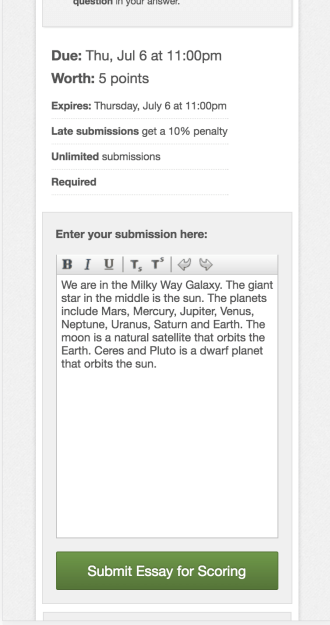 question in your answer.
Due: Thu, Jul 6 at 11:00pm
Worth: 5 points
Expires: Thursday, July 6 at 11:00pm
Late submissions get a 10% penalty
Unlimited submissions
Required
Enter your submission here:
B I U Ts Ts
We are in the Milky Way Galaxy. The giant
star in the middle is the sun. The planets
include Mars, Mercury, Jupiter, Venus,
Neptune, Uranus, Saturn and Earth. The
moon is a natural satellite that orbits the
Earth. Ceres and Pluto is a dwarf planet
that orbits the sun.
Submit Essay for Scoring